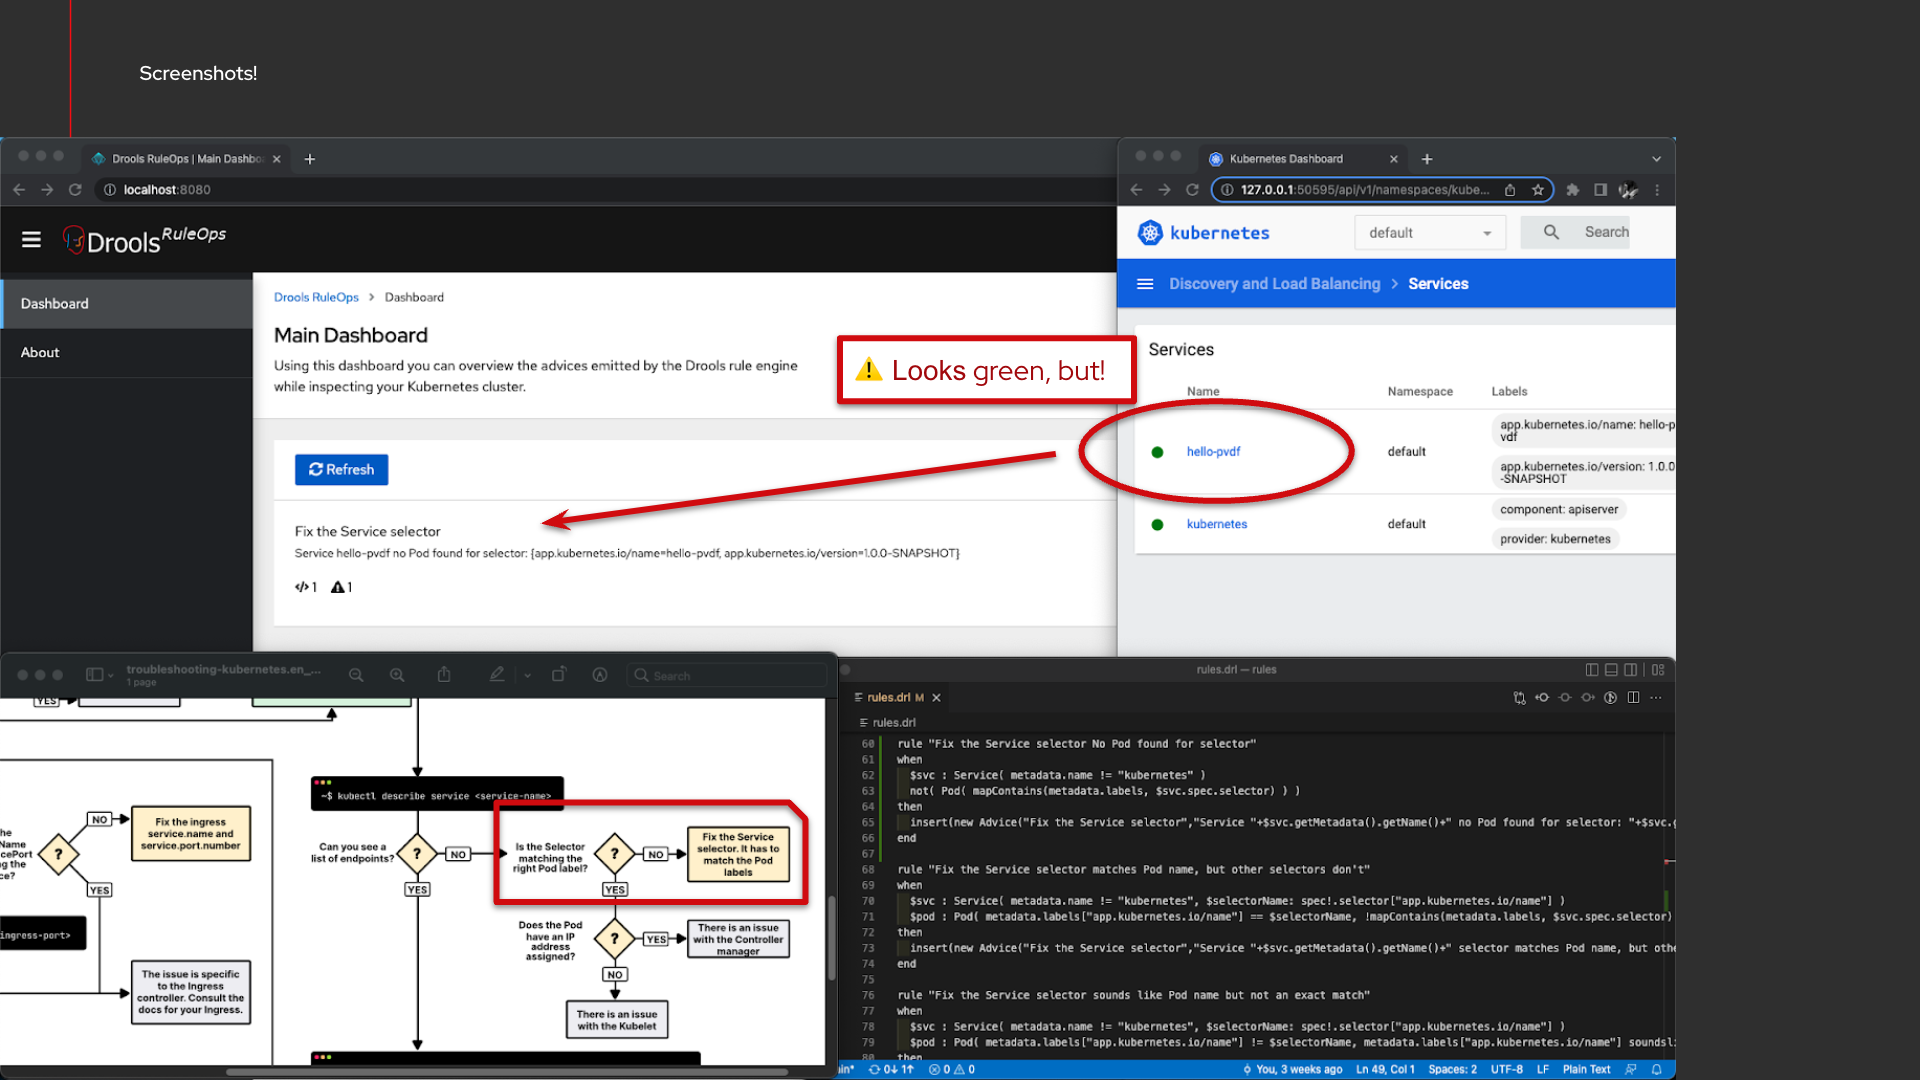 Screenshots!
Drools RuleOps | Main Dashbo
localhost:8080
Drools RuleOps
Dashboard
About
Drools RuleOps > Dashboard
Main Dashboard
Using this dashboard you can overview the advices emitted by the Drools rule engine
while inspecting your Kubernetes cluster.
Refresh
Fix the Service selector
Service hello-pvdf no Pod found for selector: {app.kubernetes.io/name=hello-pvdf, app.kubernetes.io/version=1.0.0-SNAPSHOT}
</> 1 1
⚠ Looks green, but!
Kubernetes Dashboard
127.0.0.1:50595/api/v1/namespaces/kube...
kubernetes
default
Search
Discovery and Load Balancing > Services
Services
Name Namespace Labels
hello-pvdf default
app.kubernetes.io/name: hello-p
vdf
app.kubernetes.io/version: 1.0.0
-SNAPSHOT
kubernetes default
component: apiserver
provider: kubernetes
troubleshooting-kubernetes.en_...
1 page
Search
YES
~$ kubectl describe service <service-name>
NO
Fix the ingress
service.name and
service.port.number
?
YES
ingress-port>
The issue is specific
to the Ingress
controller. Consult the
docs for your Ingress.
Can you see a
list of endpoints?
?
NO
YES
Is the Selector
matching the
right Pod label?
?
NO
Fix the Service
selector. It has to
match the Pod
labels
YES
Does the Pod
have an IP
address
assigned?
?
YES
There is an issue
with the Controller
manager
NO
There is an issue
with the Kubelet
rules.drl — rules
rules.drl M
rules.drl
60 rule "Fix the Service selector No Pod found for selector"
61 when
62 $svc : Service( metadata.name != "kubernetes" )
63 not( Pod( mapContains(metadata.labels, $svc.spec.selector) ) )
64 then
65 insert(new Advice("Fix the Service selector","Service "+$svc.getMetadata().getName()+" no Pod found for selector: "+$svc.g
66 end
67
68 rule "Fix the Service selector matches Pod name, but other selectors don't"
69 when
70 $svc : Service( metadata.name != "kubernetes", $selectorName: spec!.selector["app.kubernetes.io/name"] )
71 $pod : Pod( metadata.labels["app.kubernetes.io/name"] == $selectorName, !mapContains(metadata.labels, $svc.spec.selector)
72 then
73 insert(new Advice("Fix the Service selector","Service "+$svc.getMetadata().getName()+" selector matches Pod name, but othe
74 end
75
76 rule "Fix the Service selector sounds like Pod name but not an exact match"
77 when
78 $svc : Service( metadata.name != "kubernetes", $selectorName: spec!.selector["app.kubernetes.io/name"] )
79 $pod : Pod( metadata.labels["app.kubernetes.io/name"] != $selectorName, metadata.labels["app.kubernetes.io/name"] soundsl
80 then
0↓ 1↑ 0 0 You, 3 weeks ago Ln 49, Col 1 Spaces: 2 UTF-8 LF Plain Text